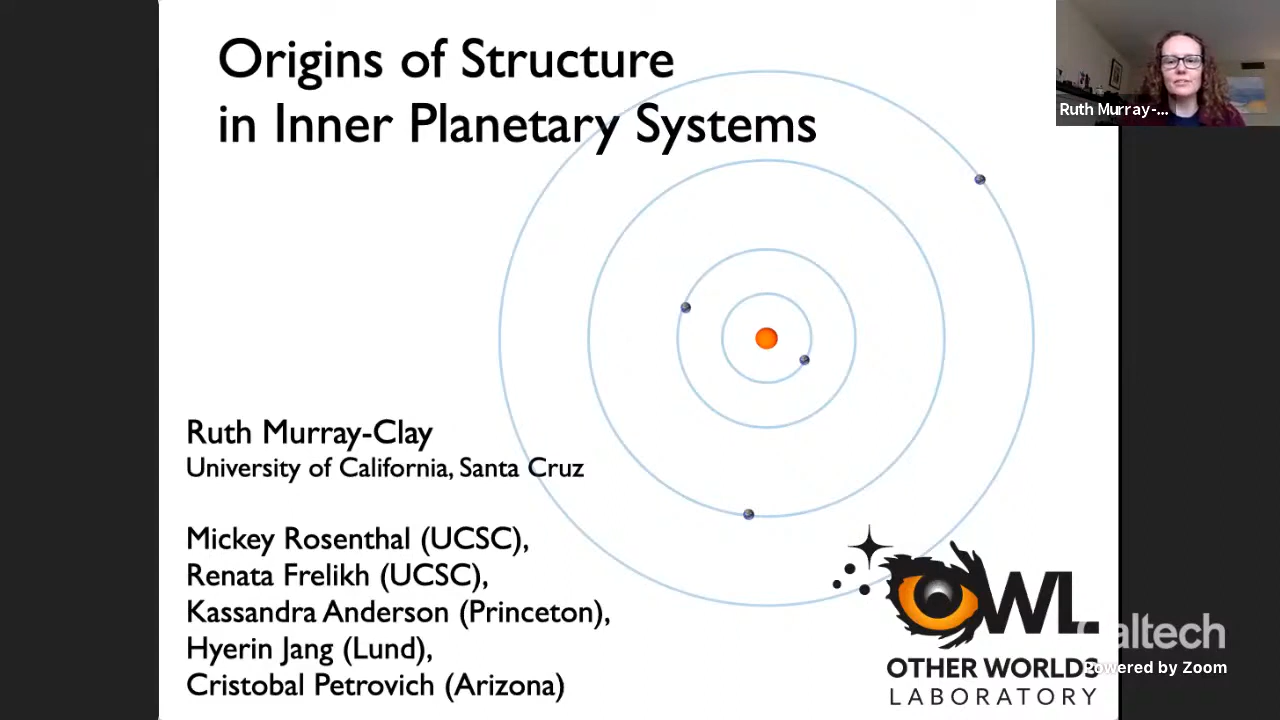 Origins of Structure
in Inner Planetary Systems
Ruth Murray-...
Ruth Murray-Clay
University of California, Santa Cruz
Mickey Rosenthal (UCSC),
Renata Frelikh (UCSC),
Kassandra Anderson (Princeton),
Hyerin Jang (Lund),
Cristobal Petrovich (Arizona)
OWL
OTHER WORLDS
LABORATORY
Caltech
Powered by Zoom